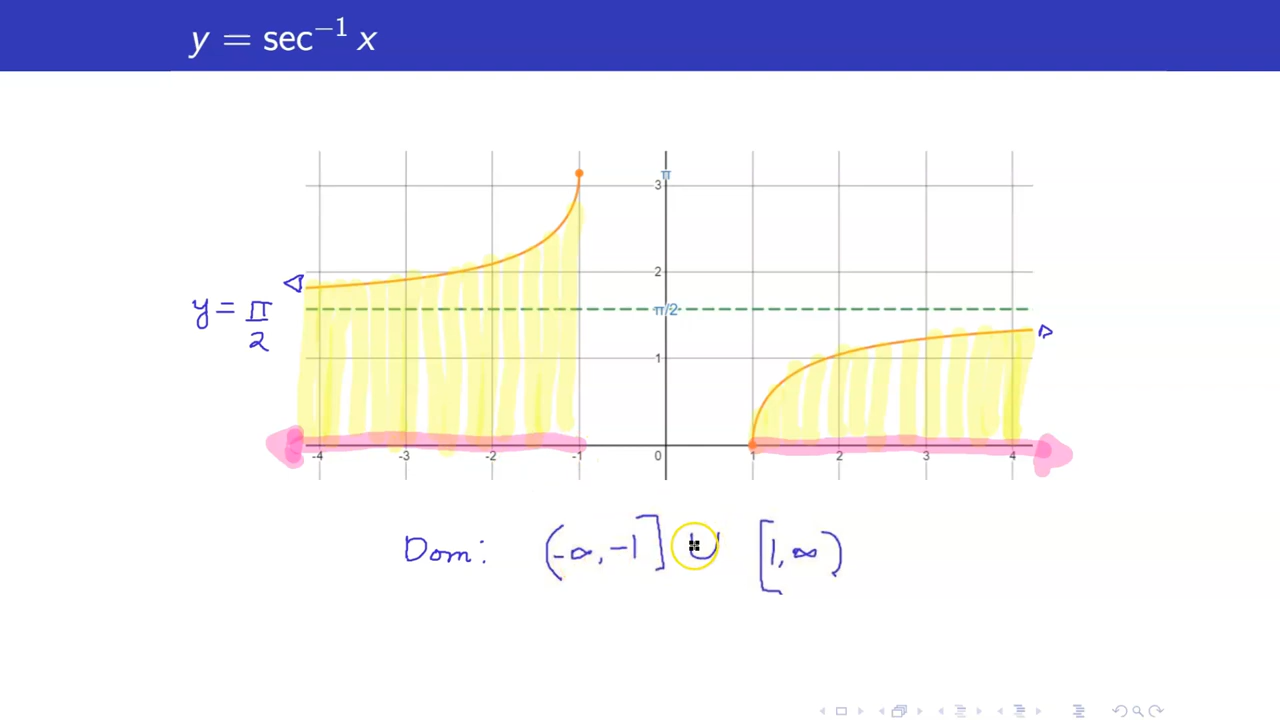 y = sec⁻¹ x
π
3
2
y = π/2
π/2
1
-4 -3 -2 -1 0 1 2 3 4
Dom: (-∞, -1] ∪ [1, ∞)